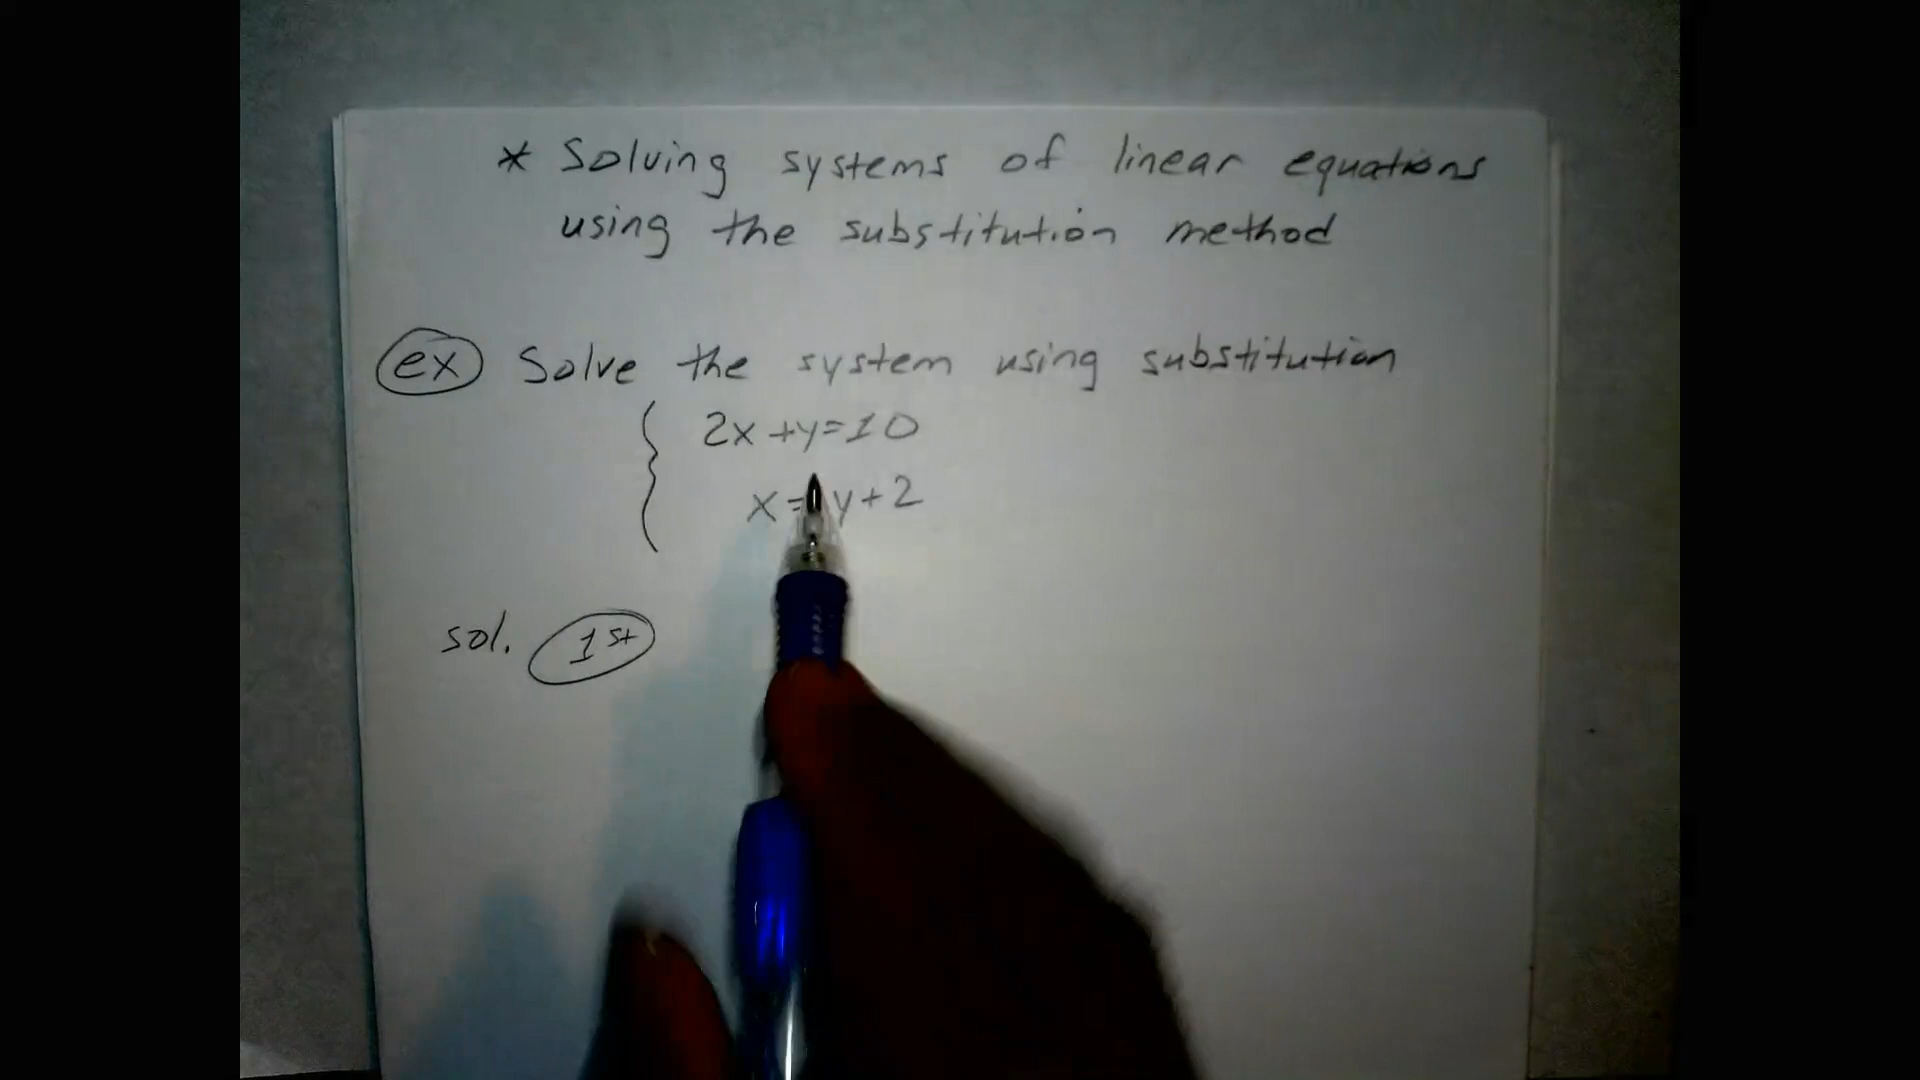 * Solving systems of linear equations
using the substitution method
ex Solve the system using substitution
2x+y=10
x= y+2
sol. 1st